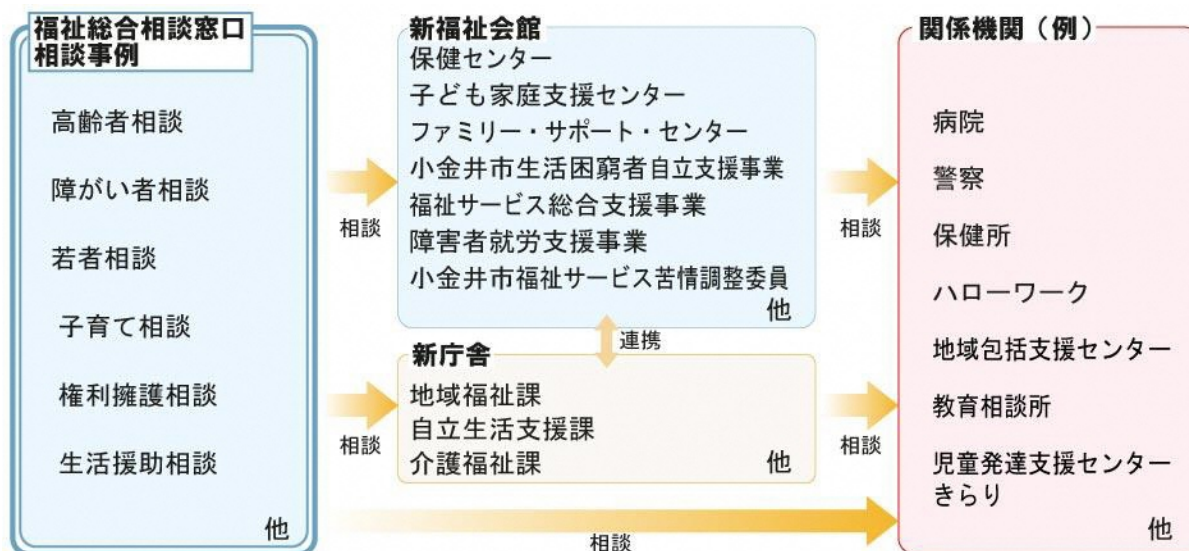 福祉総合相談窓口
相談事例
高齢者相談
障がい者相談
若者相談
子育て相談
権利擁護相談
生活援助相談
他
相談
相談
新福祉会館
保健センター
子ども家庭支援センター
ファミリー・サポート・センター
小金井市生活困窮者自立支援事業
福祉サービス総合支援事業
障害者就労支援事業
小金井市福祉サービス苦情調整委員
他
連携
新庁舎
地域福祉課
自立生活支援課
介護福祉課
他
相談
相談
相談
関係機関（例）
病院
警察
保健所
ハローワーク
地域包括支援センター
教育相談所
児童発達支援センター
きらり
他